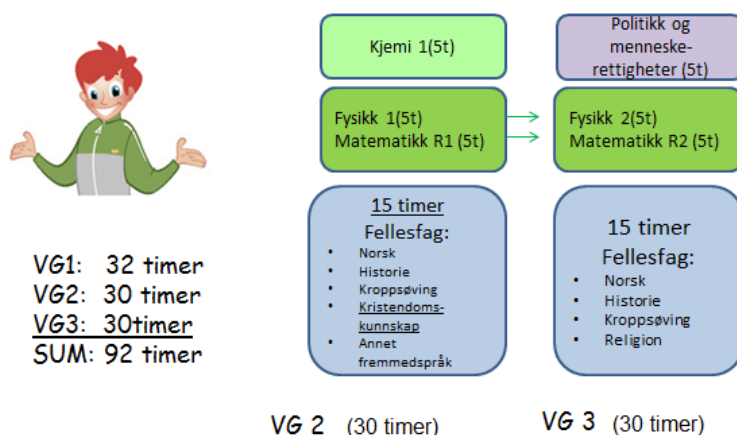 Kjemi 1(5t)
Politikk og
menneske-
rettigheter (5t)
Fysikk 1(5t)
Matematikk R1 (5t)
Fysikk 2(5t)
Matematikk R2 (5t)
15 timer
Fellesfag:
• Norsk
• Historie
• Kroppsøving
• Kristendoms-
kunnskap
• Annet
fremmedspråk
15 timer
Fellesfag:
• Norsk
• Historie
• Kroppsøving
• Religion
VG1: 32 timer
VG2: 30 timer
VG3: 30timer
SUM: 92 timer
VG 2 (30 timer)
VG 3 (30 timer)